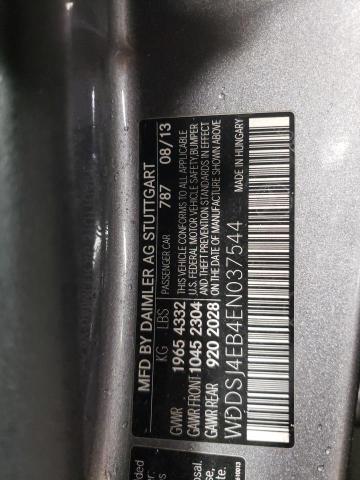 MFD BY DAIMLER AG STUTTGART
KG LBS PASSENGER CAR 787 08/13
GVWR 1965 4332 THIS VEHICLE CONFORMS TO ALL APPLICABLE
GAWR FRONT 1045 2304 U.S. FEDERAL MOTOR VEHICLE SAFETY, BUMPER
AND THEFT PREVENTION STANDARDS IN EFFECT
GAWR REAR 920 2028 ON THE DATE OF MANUFACTURE SHOWN ABOVE
WDDSJ4EB4EN037544 MADE IN HUNGARY